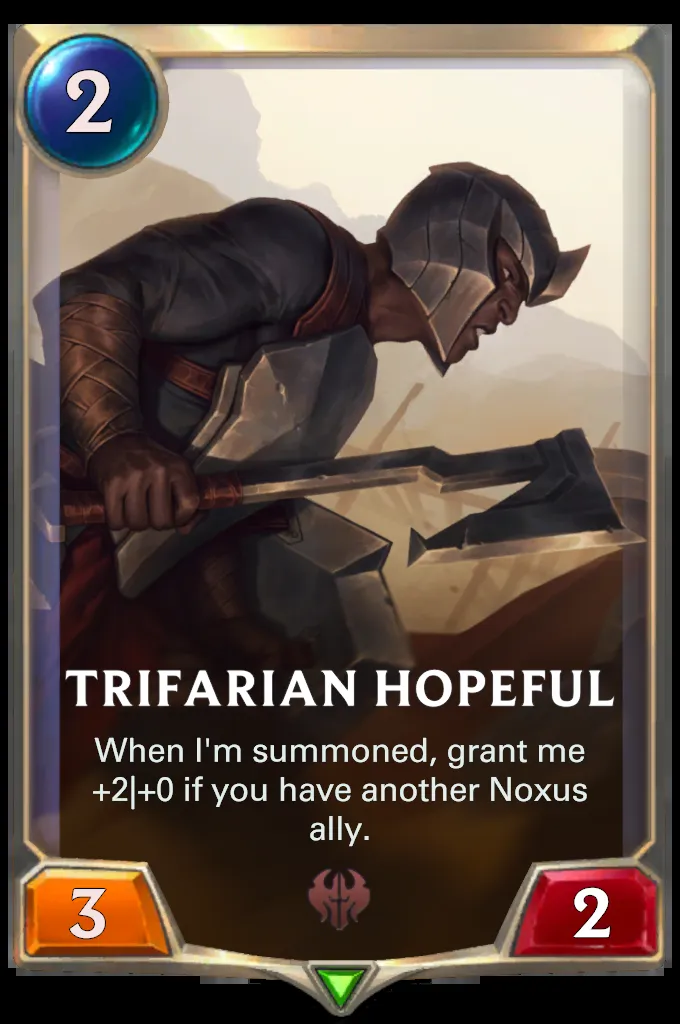 2
TRIFARIAN HOPEFUL
When I'm summoned, grant me
+2|+0 if you have another Noxus
ally.
3
2